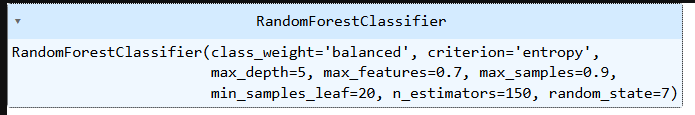 RandomForestClassifier
RandomForestClassifier(class_weight='balanced', criterion='entropy',
max_depth=5, max_features=0.7, max_samples=0.9,
min_samples_leaf=20, n_estimators=150, random_state=7)